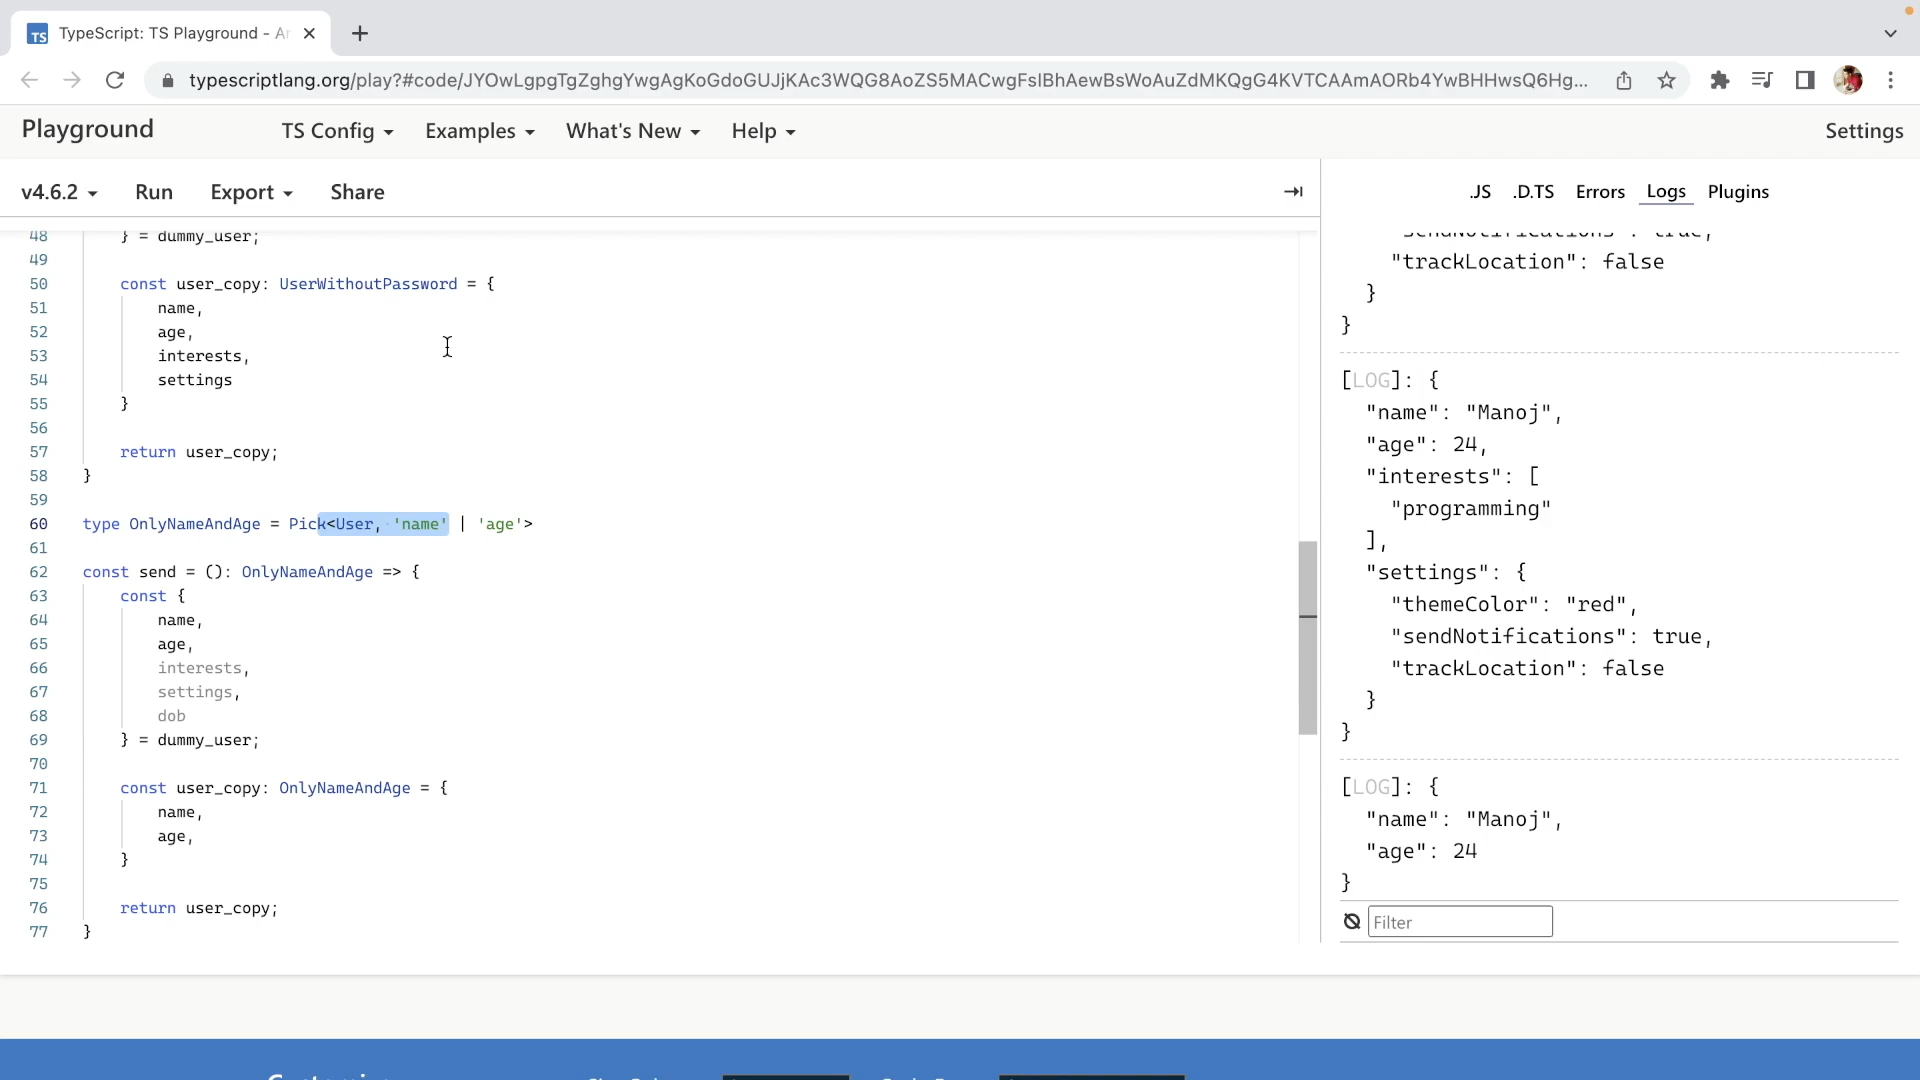 TypeScript: TS Playground - Ar
typescriptlang.org/play?#code/JYOwLgpgTgZghgYwgAgKoGdoGUJjKAc3WQG8AoZS5MACwgFsIBhAewBsWoAuZdMKQgG4KVTCAAmAORb4YwBHHwsQ6Hg...
Playground
TS Config
Examples
What's New
Help
Settings
v4.6.2
Run
Export
Share
.JS
.D.TS
Errors
Logs
Plugins
48 } = dummy_user;
49
50 const user_copy: UserWithoutPassword = {
51 name,
52 age,
53 interests,
54 settings
55 }
56
57 return user_copy;
58 }
59
60 type OnlyNameAndAge = Pick<User, 'name' | 'age'>
61
62 const send = (): OnlyNameAndAge => {
63 const {
64 name,
65 age,
66 interests,
67 settings,
68 dob
69 } = dummy_user;
70
71 const user_copy: OnlyNameAndAge = {
72 name,
73 age,
74 }
75
76 return user_copy;
77 }
"sendNotifications": true,
"trackLocation": false
}
}
[LOG]: {
"name": "Manoj",
"age": 24,
"interests": [
"programming"
],
"settings": {
"themeColor": "red",
"sendNotifications": true,
"trackLocation": false
}
}
[LOG]: {
"name": "Manoj",
"age": 24
}
Filter